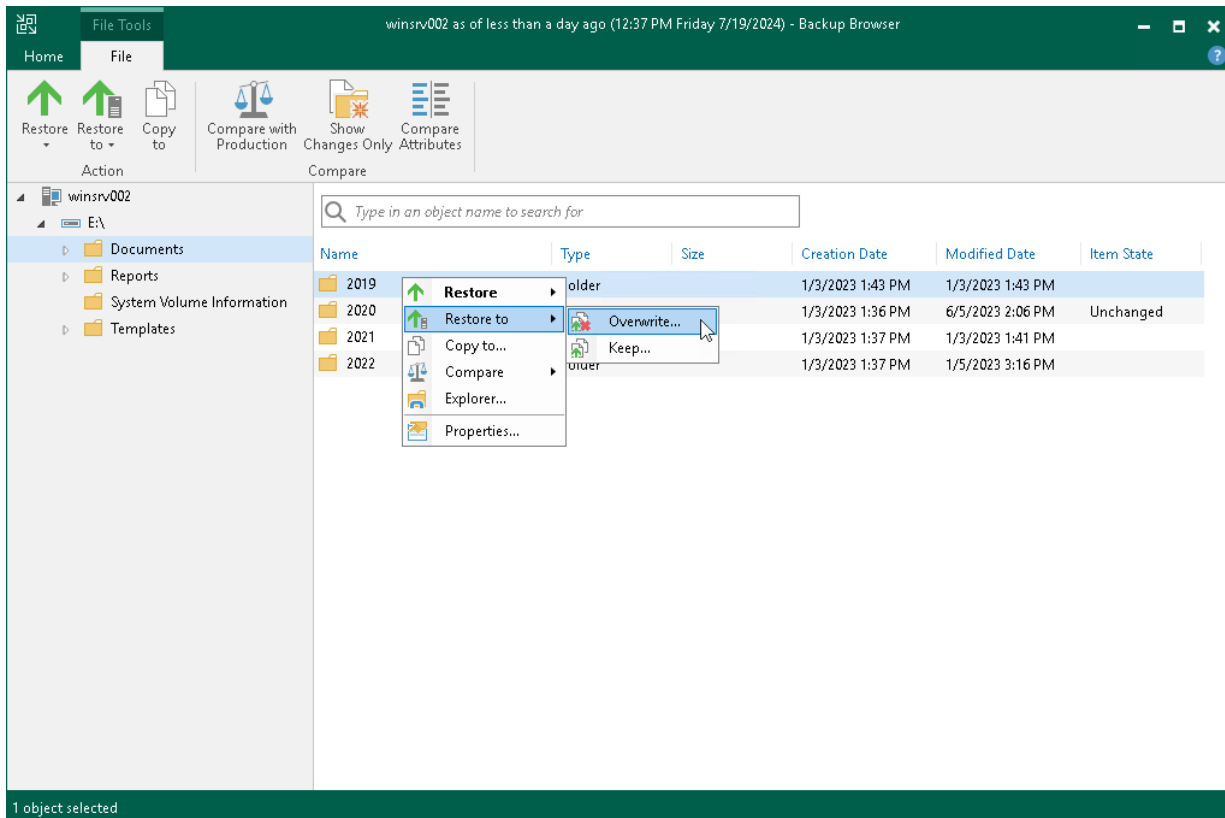 File Tools
winsrv002 as of less than a day ago (12:37 PM Friday 7/19/2024) - Backup Browser
Home File
?
Restore Restore to Copy to Compare with Production Show Changes Only Compare Attributes
Action Compare
winsrv002
E:\
Documents
Reports
System Volume Information
Templates
Type in an object name to search for
Name Type Size Creation Date Modified Date Item State
2019 older 1/3/2023 1:43 PM 1/3/2023 1:43 PM
2020 1/3/2023 1:36 PM 6/5/2023 2:06 PM Unchanged
2021 1/3/2023 1:37 PM 1/3/2023 1:41 PM
2022 older 1/3/2023 1:37 PM 1/5/2023 3:16 PM
Restore
Restore to
Copy to...
Compare
Explorer...
Properties...
Overwrite...
Keep...
1 object selected